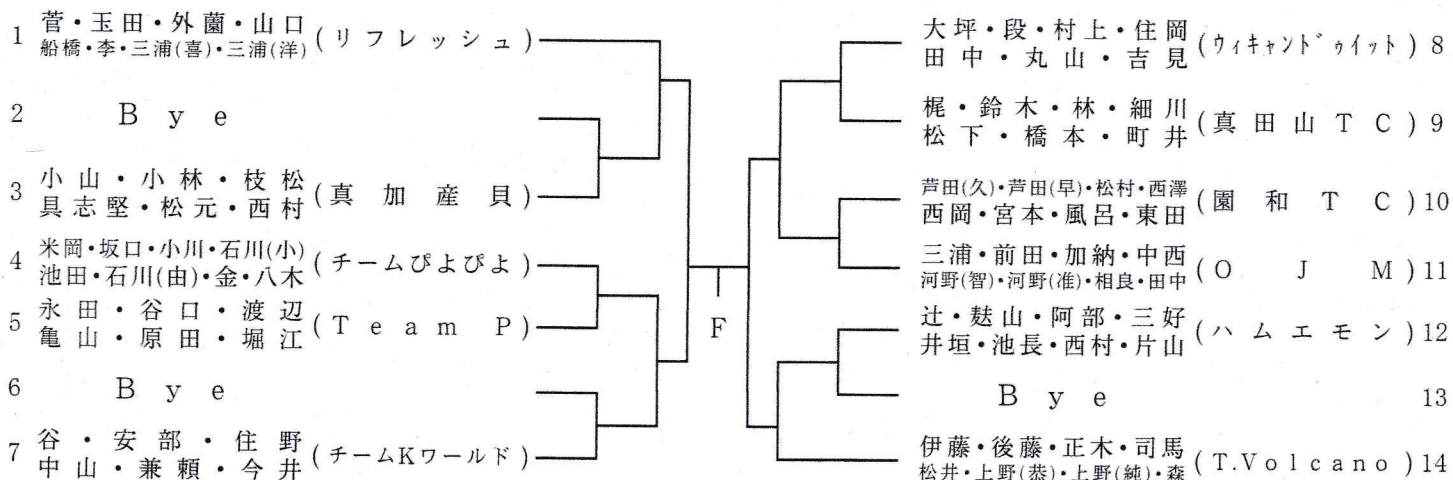 1 菅・玉田・外薗・山口 (リフレッシュ)
船橋・李・三浦(喜)・三浦(洋)
2 Bye
3 小山・小林・枝松 (真加産貝)
具志堅・松元・西村
4 米岡・坂口・小川・石川(小) (チームぴよぴよ)
池田・石川(由)・金・八木
5 永田・谷口・渡辺 (Team P)
亀山・原田・堀江
6 Bye
7 谷・安部・住野 (チームKワールド)
中山・兼頼・今井
F
大坪・段・村上・住岡 (ウィキャンドゥイット) 8
田中・丸山・吉見
梶・鈴木・林・細川 (真田山TC) 9
松下・橋本・町井
芦田(久)・芦田(早)・松村・西澤 (園和TC) 10
西岡・宮本・風呂・東田
三浦・前田・加納・中西 (OJM) 11
河野(智)・河野(准)・相良・田中
辻・麸山・阿部・三好 (ハムエモン) 12
井垣・池長・西村・片山
Bye 13
伊藤・後藤・正木・司馬 (T.Volcano) 14
松井・上野(恭)・上野(純)・森